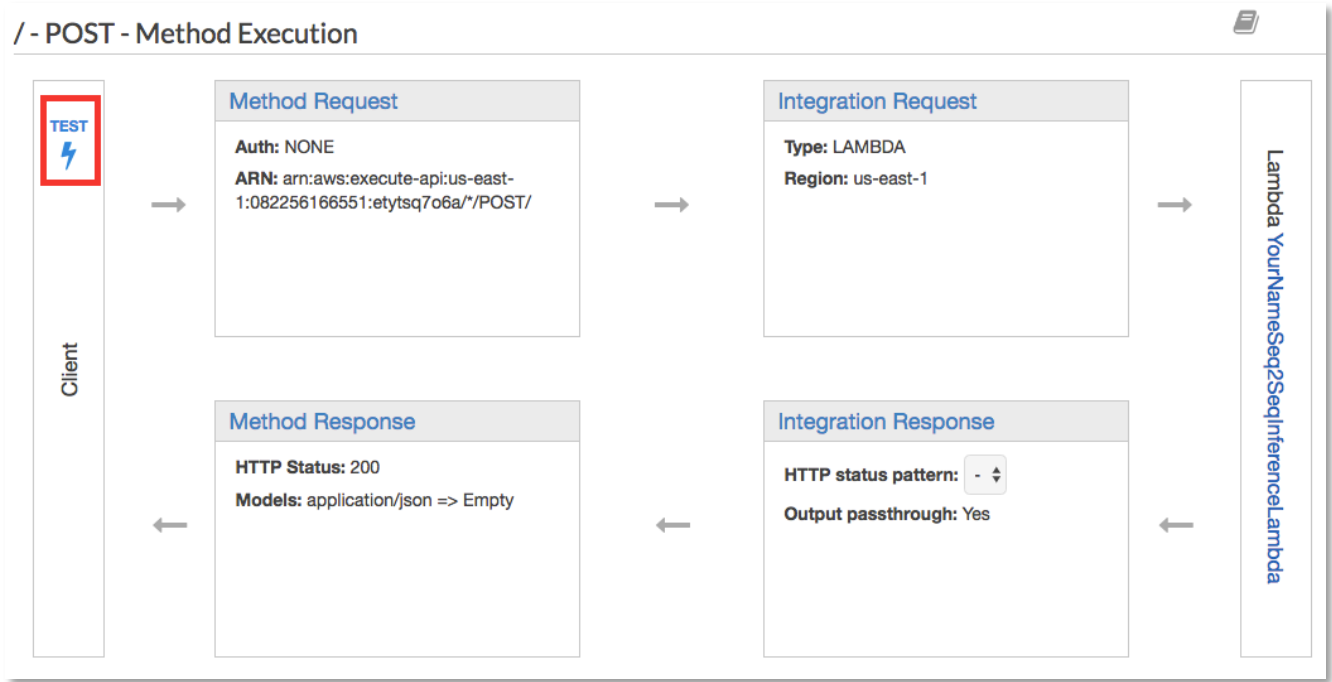 / - POST - Method Execution
TEST
Client
Method Request
Auth: NONE
ARN: arn:aws:execute-api:us-east-
1:082256166551:etytsq7o6a/*/POST/
Integration Request
Type: LAMBDA
Region: us-east-1
Lambda YourNameSeq2SeqInferenceLambda
Method Response
HTTP Status: 200
Models: application/json => Empty
Integration Response
HTTP status pattern: -
Output passthrough: Yes